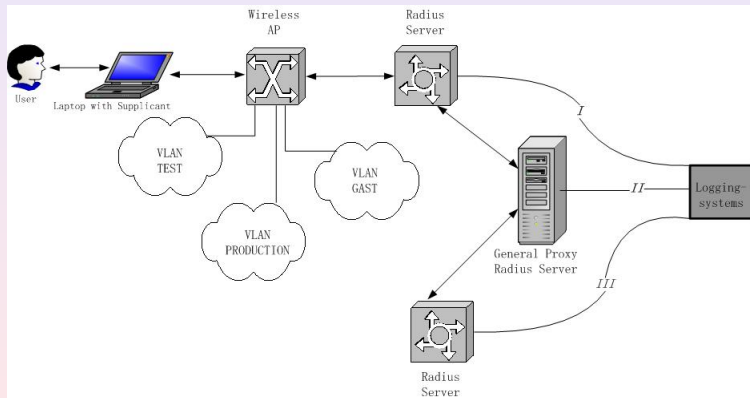 Wireless
AP
Radius
Server
User
Laptop with Supplicant
VLAN
TEST
VLAN
GAST
VLAN
PRODUCTION
I
II
III
Logging-
systems
General Proxy
Radius Server
Radius
Server